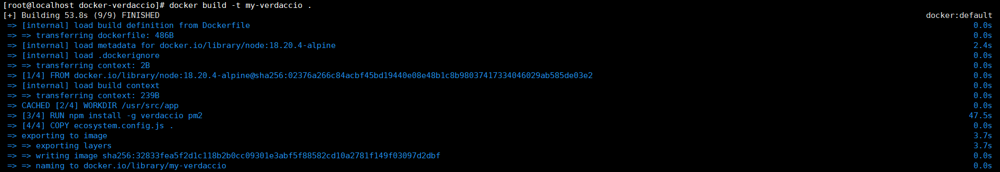 [root@localhost docker-verdaccio]# docker build -t my-verdaccio .
[+] Building 53.8s (9/9) FINISHED docker:default
=> [internal] load build definition from Dockerfile 0.0s
=> => transferring dockerfile: 486B 0.0s
=> [internal] load metadata for docker.io/library/node:18.20.4-alpine 2.4s
=> [internal] load .dockerignore 0.0s
=> => transferring context: 2B 0.0s
=> [1/4] FROM docker.io/library/node:18.20.4-alpine@sha256:02376a266c84acbf45bd19440e08e48b1c8b98037417334046029ab585de03e2 0.0s
=> [internal] load build context 0.0s
=> => transferring context: 239B 0.0s
=> CACHED [2/4] WORKDIR /usr/src/app 0.0s
=> [3/4] RUN npm install -g verdaccio pm2 47.5s
=> [4/4] COPY ecosystem.config.js . 0.0s
=> exporting to image 3.7s
=> => exporting layers 3.7s
=> => writing image sha256:32833fea5f2d1c118b2b0cc09301e3abf5f88582cd10a2781f149f03097d2dbf 0.0s
=> => naming to docker.io/library/my-verdaccio 0.0s